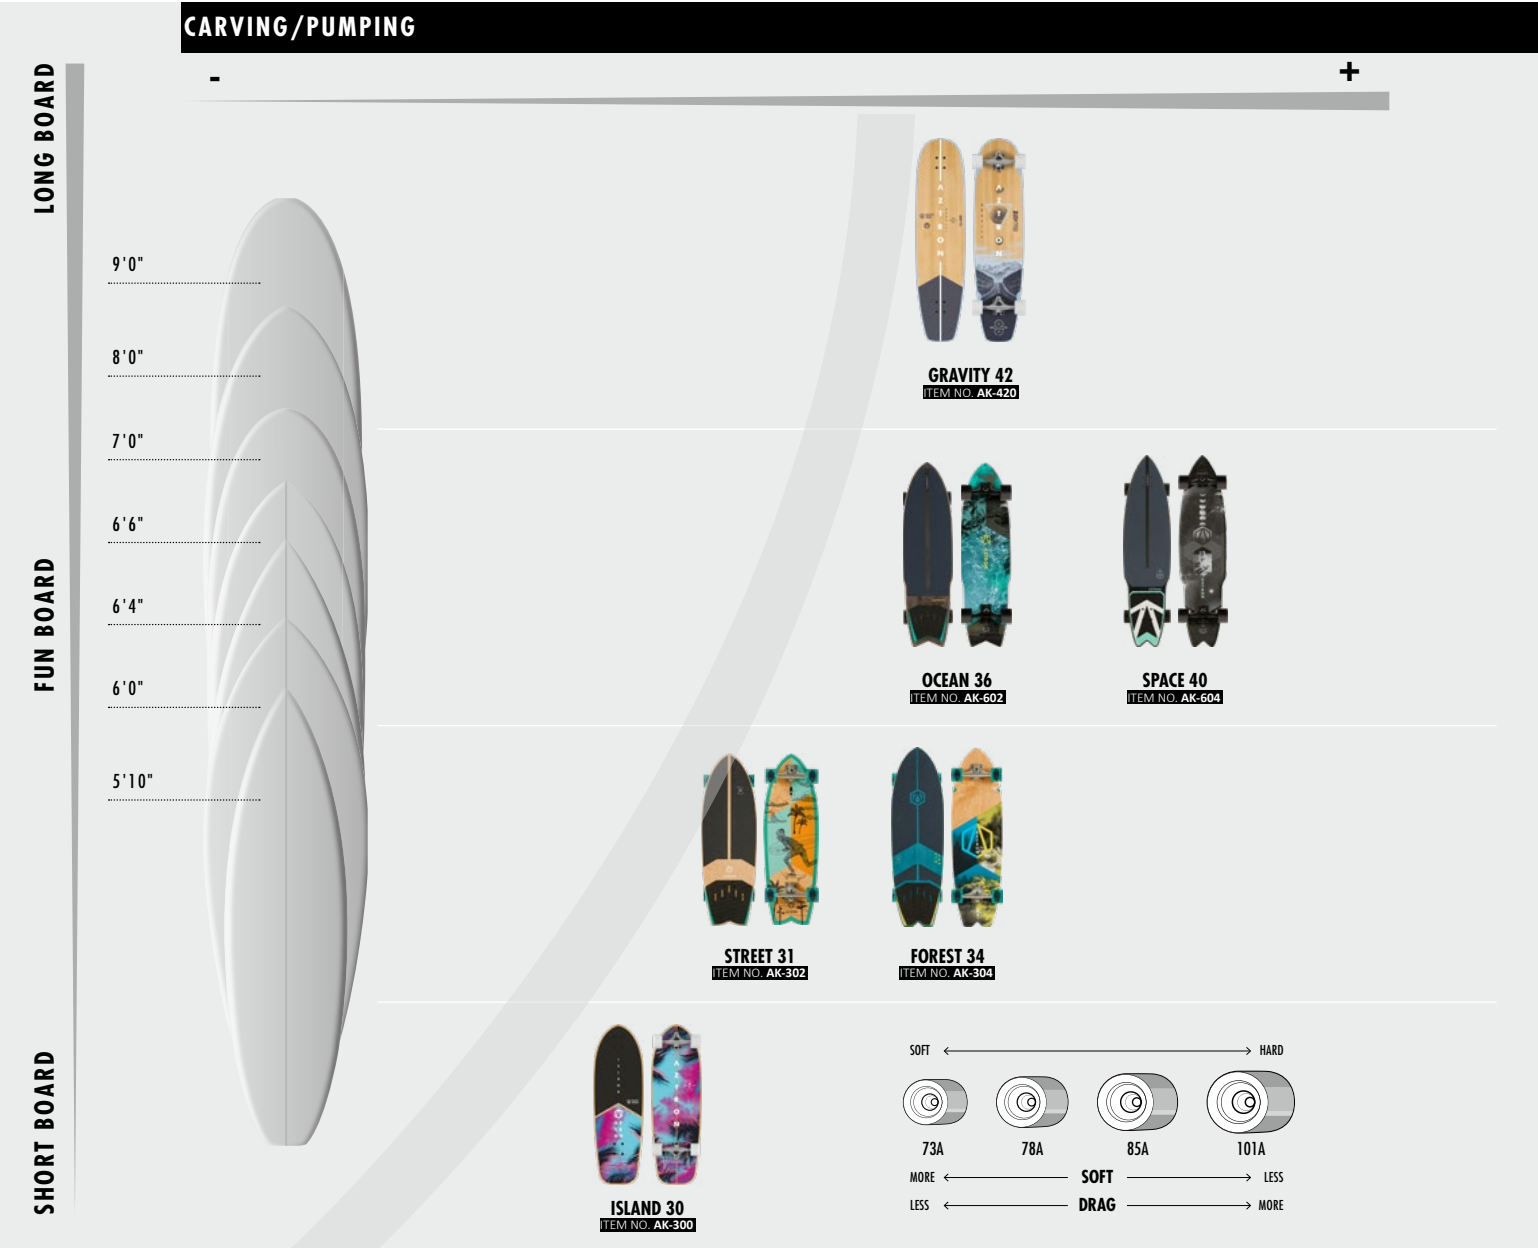 CARVING/PUMPING
- +
LONG BOARD
9'0"
8'0"
7'0"
6'6"
6'4"
6'0"
5'10"
FUN BOARD
SHORT BOARD
AZTRON
AZTRON
GRAVITY 42
ITEM NO. AK-420
OCEAN 36
ITEM NO. AK-602
SPACE 40
ITEM NO. AK-604
STREET 31
ITEM NO. AK-302
FOREST 34
ITEM NO. AK-304
AZTRON
ISLAND 30
ITEM NO. AK-300
SOFT HARD
73A 78A 85A 101A
MORE SOFT LESS
LESS DRAG MORE